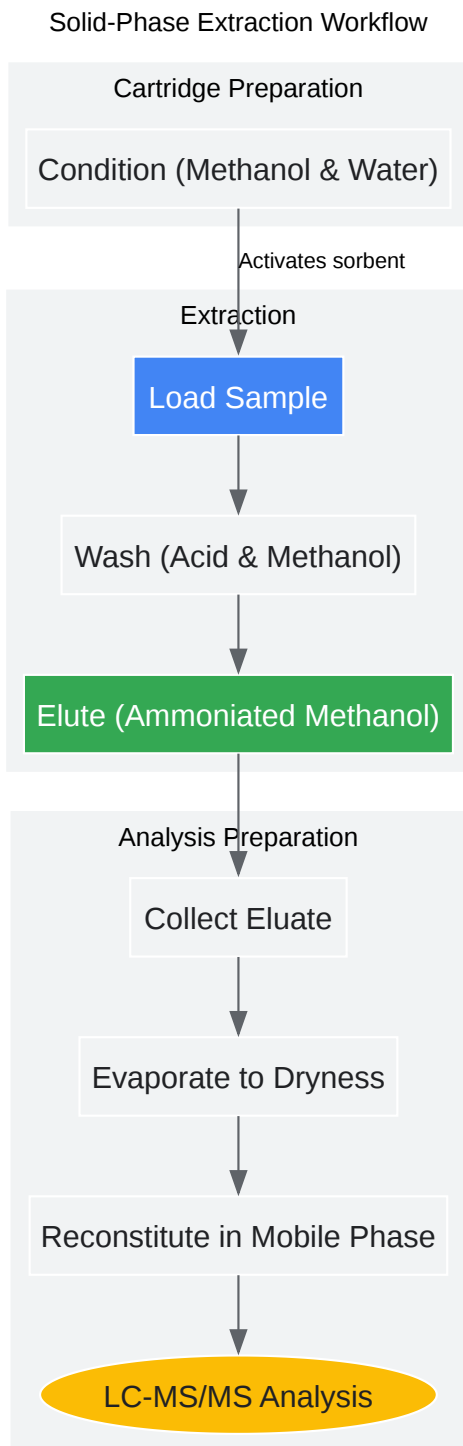 Solid-Phase Extraction Workflow
Cartridge Preparation
Condition (Methanol & Water)
Activates sorbent
Extraction
Load Sample
Wash (Acid & Methanol)
Elute (Ammoniated Methanol)
Analysis Preparation
Collect Eluate
Evaporate to Dryness
Reconstitute in Mobile Phase
LC-MS/MS Analysis